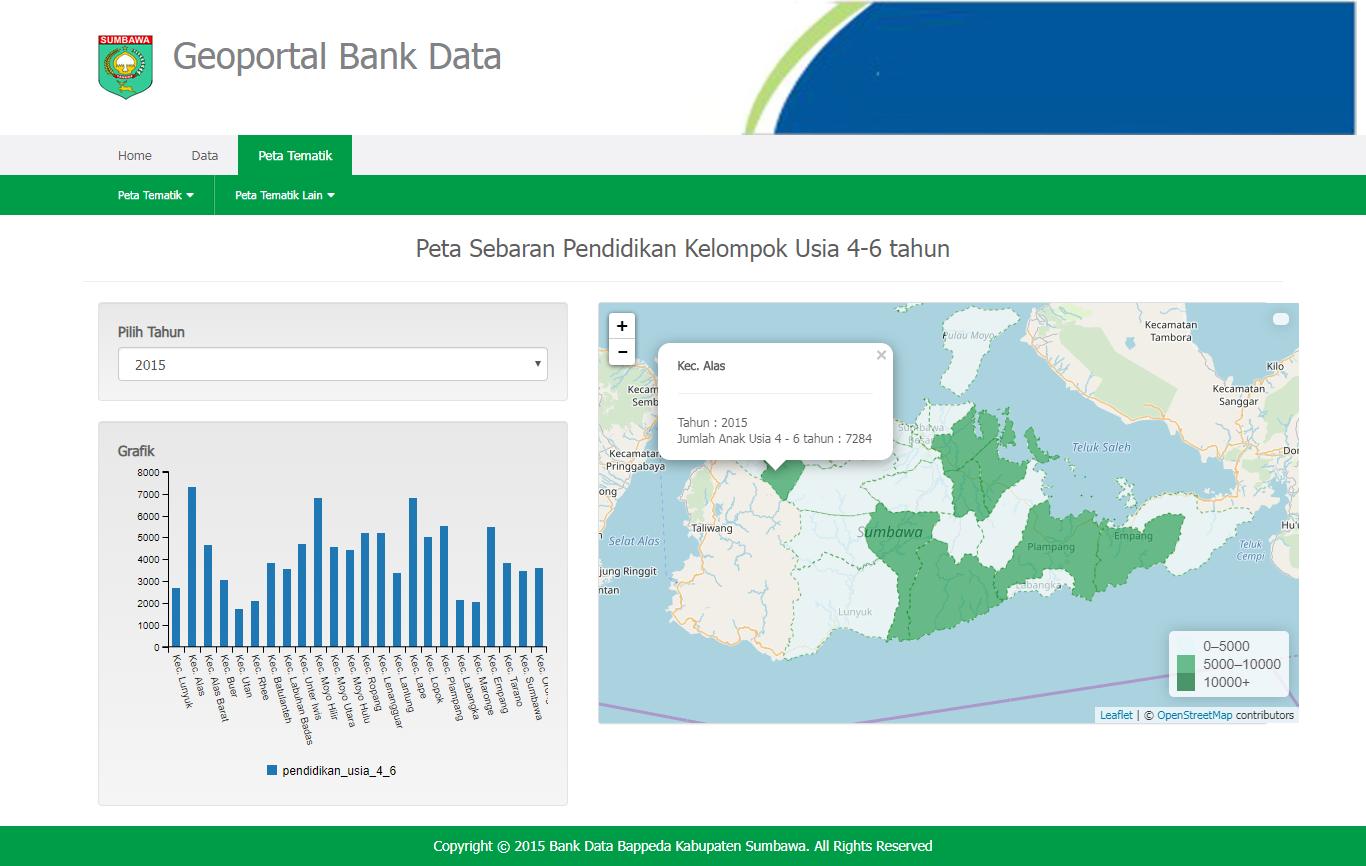 SUMBAWA
Geoportal Bank Data
Home
Data
Peta Tematik
Peta Tematik
Peta Tematik Lain
Peta Sebaran Pendidikan Kelompok Usia 4-6 tahun
Pilih Tahun
2015
Grafik
8000
7000
6000
5000
4000
3000
2000
1000
0
Kec. Lunyuk
Kec. Alas
Kec. Alas Barat
Kec. Buer
Kec. Utan
Kec. Rhee
Kec. Batulanteh
Kec. Labuhan Badas
Kec. Unter Iwis
Kec. Moyo Hilir
Kec. Moyo Utara
Kec. Moyo Hulu
Kec. Ropang
Kec. Lenangguar
Kec. Lantung
Kec. Lape
Kec. Lopok
Kec. Plampang
Kec. Labangka
Kec. Maronge
Kec. Empang
Kec. Tarano
Kec. Sumbawa
pendidikan_usia_4_6
+
−
Kec. Alas
×
Tahun : 2015
Jumlah Anak Usia 4 - 6 tahun : 7284
Pulau Moyo
Kecamatan
Tambora
Kilo
Kecamatan
Sanggar
Kecam
Semb
Sumbawa
Besar
Teluk Saleh
Kecamatan
Pringgabaya
Don
ong
Taliwang
Sumbawa
Hu'u
Selat Alas
Empang
Plampang
Teluk
Cempi
jung Ringgit
ntan
Labangka
Lunyuk
0–5000
5000–10000
10000+
Leaflet | © OpenStreetMap contributors
Copyright © 2015 Bank Data Bappeda Kabupaten Sumbawa. All Rights Reserved